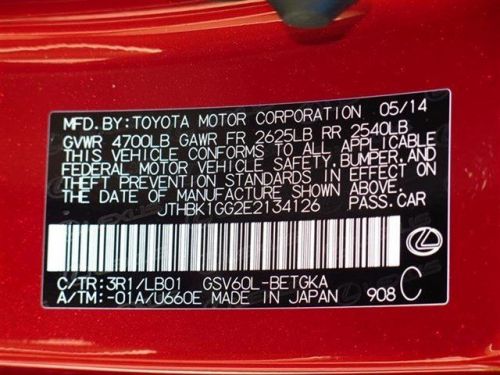 MFD. BY: TOYOTA MOTOR CORPORATION 05/14
GVWR 4700LB GAWR FR 2625LB RR 2540LB
THIS VEHICLE CONFORMS TO ALL APPLICABLE
FEDERAL MOTOR VEHICLE SAFETY, BUMPER, AND
THEFT PREVENTION STANDARDS IN EFFECT ON
THE DATE OF MANUFACTURE SHOWN ABOVE.
JTHBK1GG2E2134126 PASS. CAR
C/TR: 3R1/LB01 GSV60L-BETGKA
A/TM: -01A/U660E MADE IN JAPAN 908 C